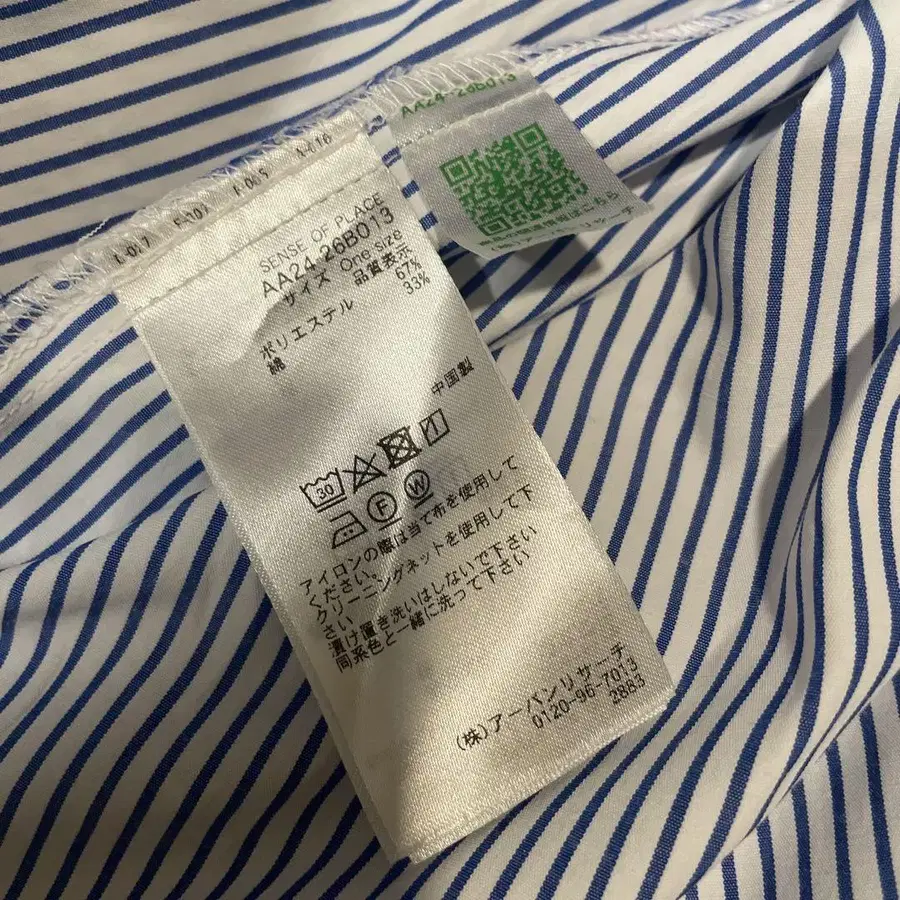 SENSE OF PLACE
AA24-26B013
サイズ One size
品質表示
ポリエステル 67%
綿 33%
中国製
30
F W
アイロンの際は当て布を使用して
ください。
クリーニングネットを使用して下
さい
漬け置き洗いはしないで下さい
同系色と一緒に洗って下さい
(株)アーバンリサーチ
0120-96-7013
2883
AA24-26B013